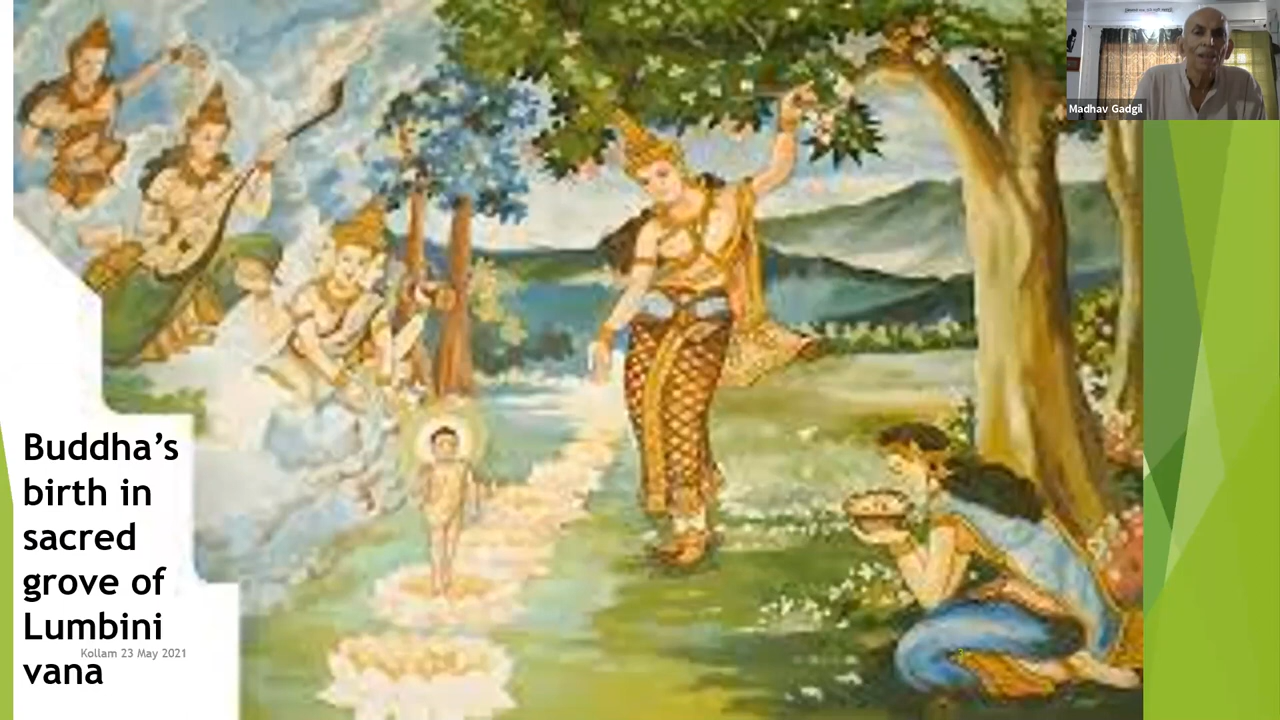 Madhav Gadgil
Buddha's
birth in
sacred
grove of
Lumbini
Kollam 23 May 2021
vana